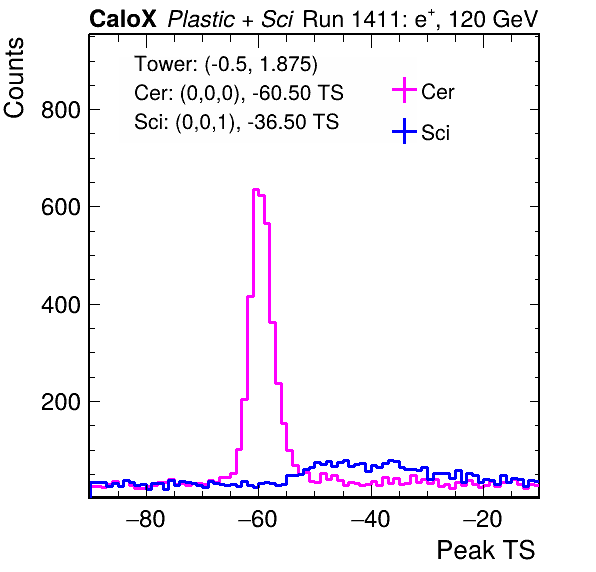 CaloX Plastic + Sci Run 1411: e+, 120 GeV
Counts
Tower: (-0.5, 1.875)
Cer: (0,0,0), -60.50 TS
Sci: (0,0,1), -36.50 TS
Cer
Sci
800
600
400
200
−80 −60 −40 −20
Peak TS